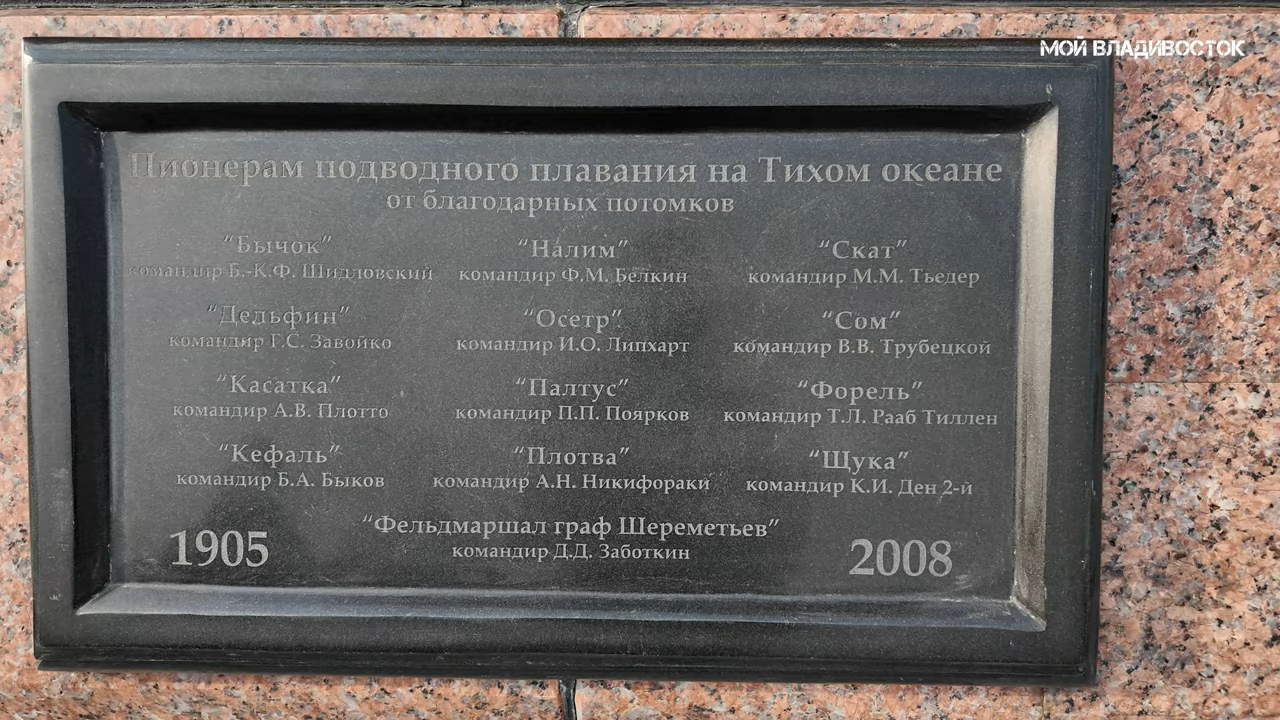 МОЙ ВЛАДИВОСТОК
Пионерам подводного плавания на Тихом океане
от благодарных потомков
"Бычок"
командир Б.-К.Ф. Шидловский
"Налим"
командир Ф.М. Белкин
"Скат"
командир М.М. Тьедер
"Дельфин"
командир Г.С. Завойко
"Осетр"
командир И.О. Липхарт
"Сом"
командир В.В. Трубецкой
"Касатка"
командир А.В. Плотто
"Палтус"
командир П.П. Поярков
"Форель"
командир Т.Л. Рааб Тиллен
"Кефаль"
командир Б.А. Быков
"Плотва"
командир А.Н. Никифораки
"Щука"
командир К.И. Ден 2-й
"Фельдмаршал граф Шереметьев"
командир Д.Д. Заботкин
1905
2008